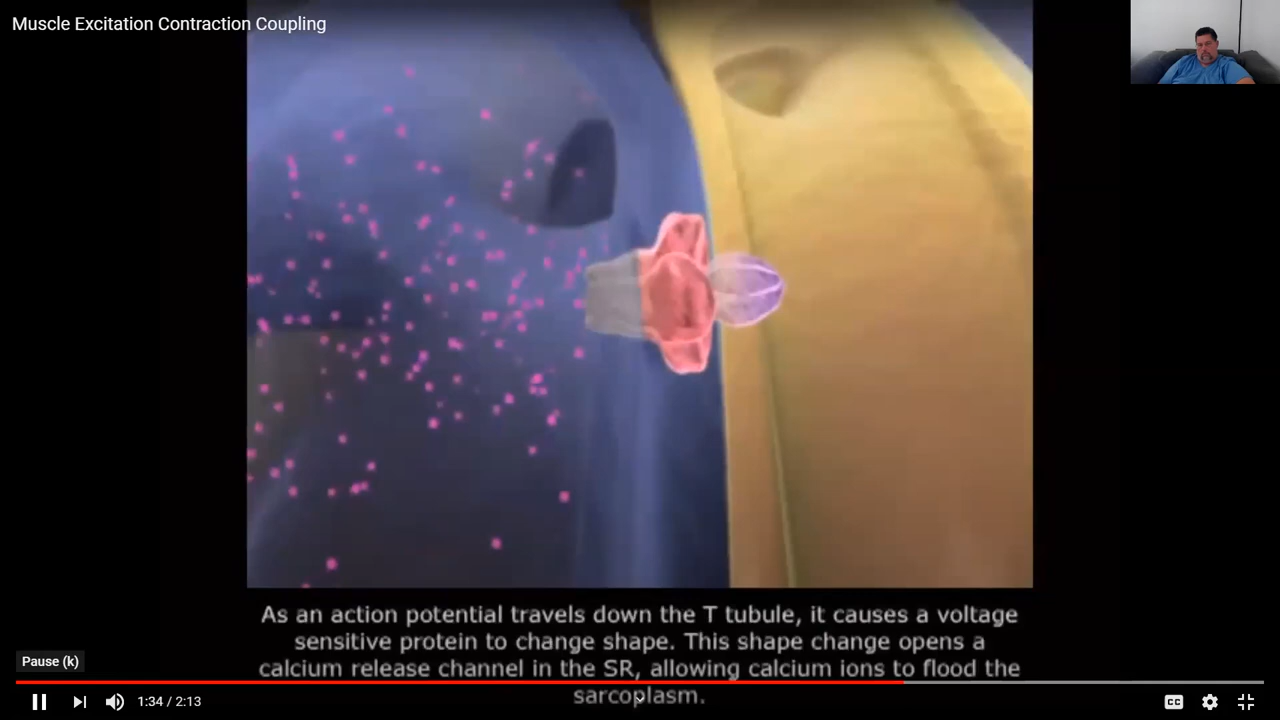 Muscle Excitation Contraction Coupling
As an action potential travels down the T tubule, it causes a voltage
sensitive protein to change shape. This shape change opens a
calcium release channel in the SR, allowing calcium ions to flood the
sarcoplasm.
Pause (k)
1:34 / 2:13
CC